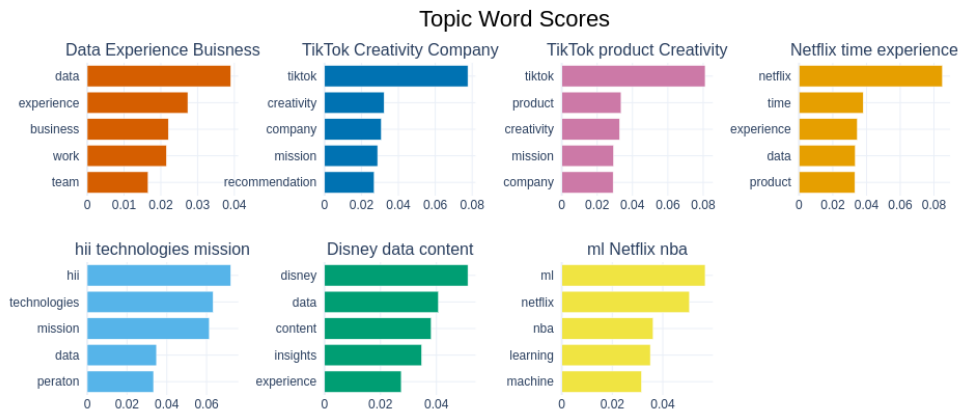 Topic Word Scores
Data Experience Buisness
data
experience
business
work
team
0 0.01 0.02 0.03 0.04
TikTok Creativity Company
tiktok
creativity
company
mission
recommendation
0 0.02 0.04 0.06 0.08
TikTok product Creativity
tiktok
product
creativity
mission
company
0 0.02 0.04 0.06 0.08
Netflix time experience
netflix
time
experience
data
product
0 0.02 0.04 0.06 0.08
hii technologies mission
hii
technologies
mission
data
peraton
0 0.02 0.04 0.06
Disney data content
disney
data
content
insights
experience
0 0.02 0.04
ml Netflix nba
ml
netflix
nba
learning
machine
0 0.02 0.04